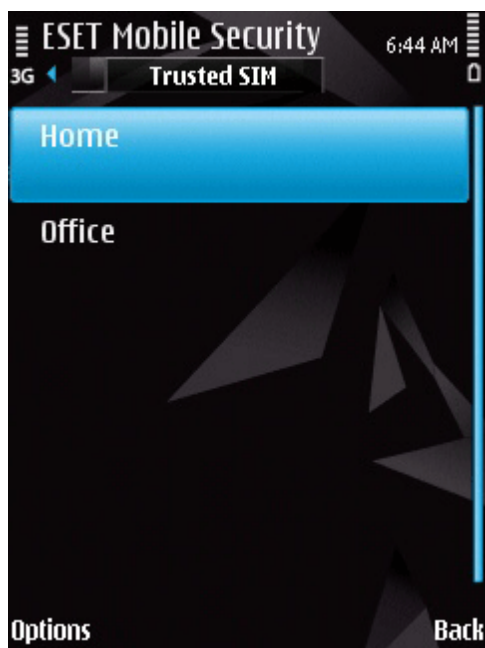 ESET Mobile Security
6:44 AM
3G
Trusted SIM
Home
Office
Options
Back